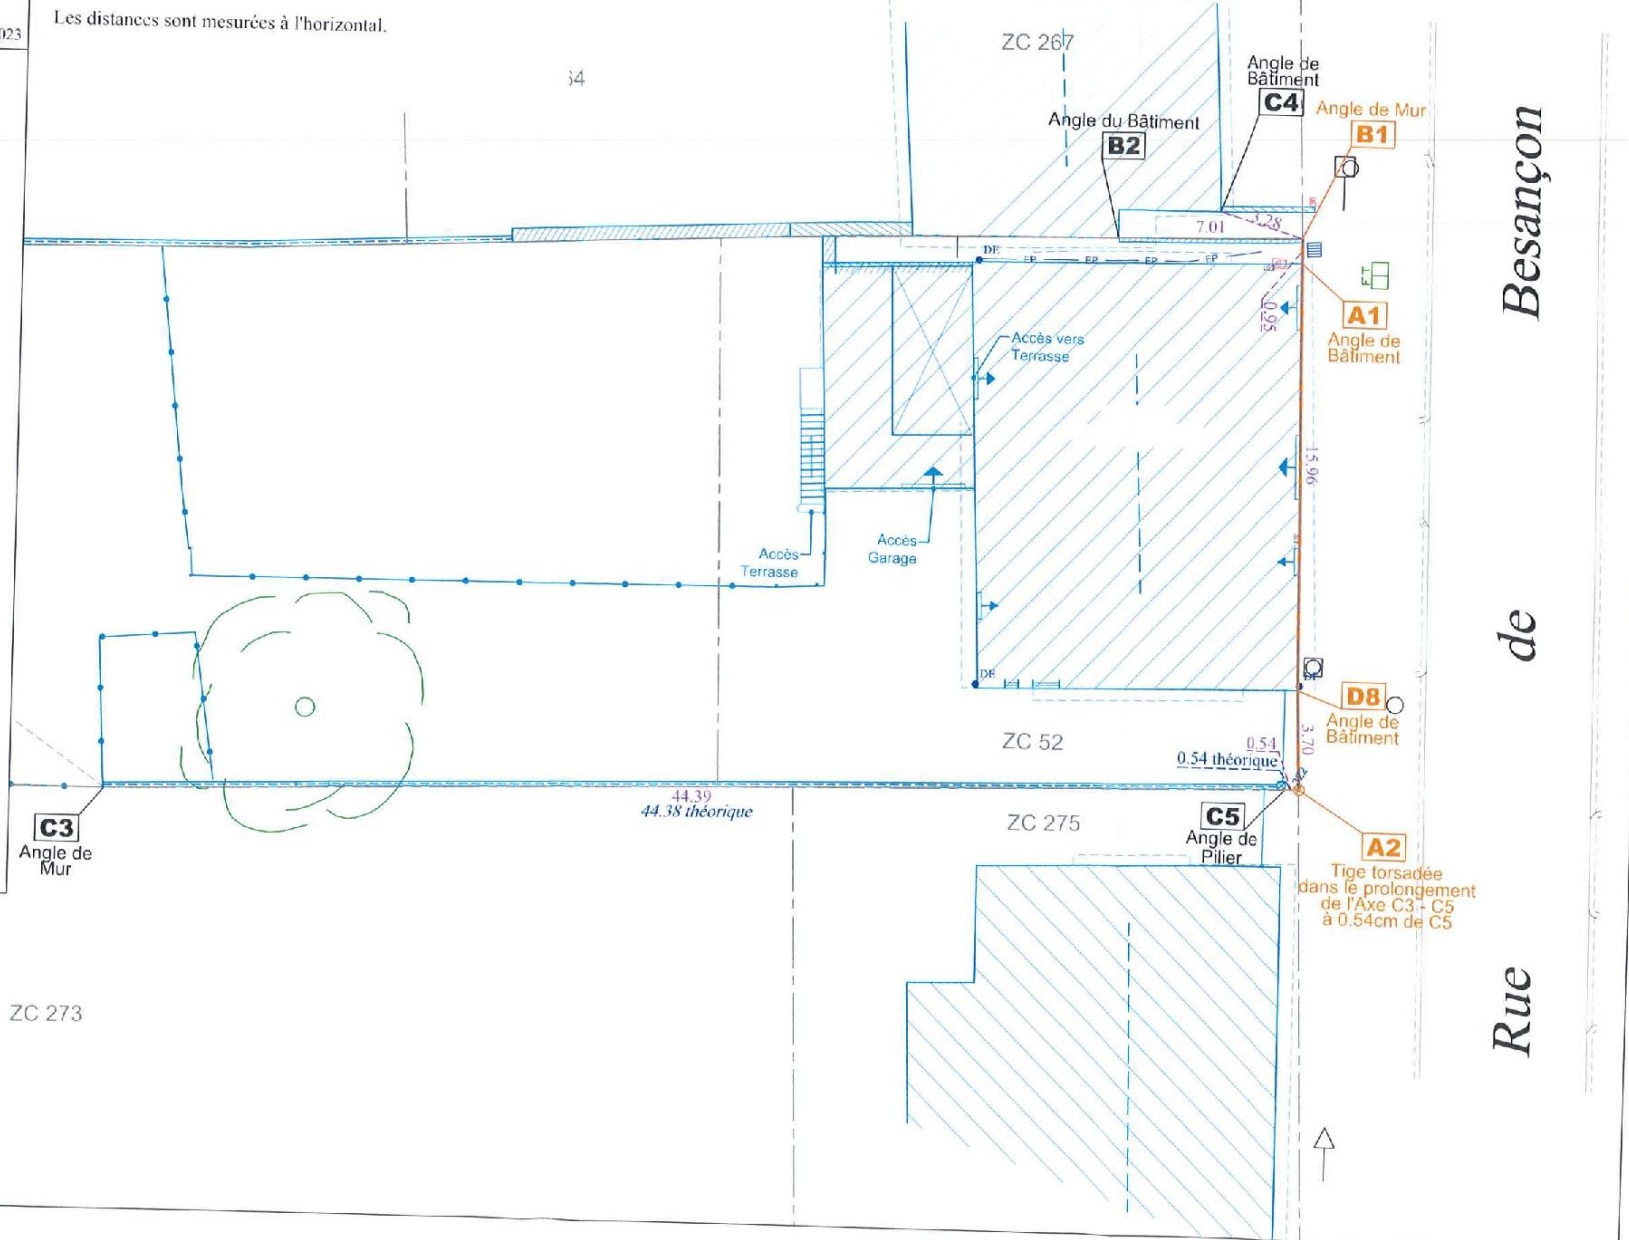 023
Les distances sont mesurées à l'horizontal.
64
ZC 267
Angle de
Bâtiment
C4
Angle de Mur
B1
Angle du Bâtiment
B2
3.28
7.01
DE
EP
EP
EP
EP
FT
0.95
A1
Angle de
Bâtiment
Accès vers
Terrasse
15.96
Accès
Terrasse
Accès
Garage
DE
D8
Angle de
Bâtiment
3.70
ZC 52
0.54
0.54 théorique
44.39
44.38 théorique
C3
Angle de
Mur
ZC 275
C5
Angle de
Pilier
A2
Tige torsadée
dans le prolongement
de l'Axe C3 - C5
à 0.54cm de C5
ZC 273
Rue de Besançon